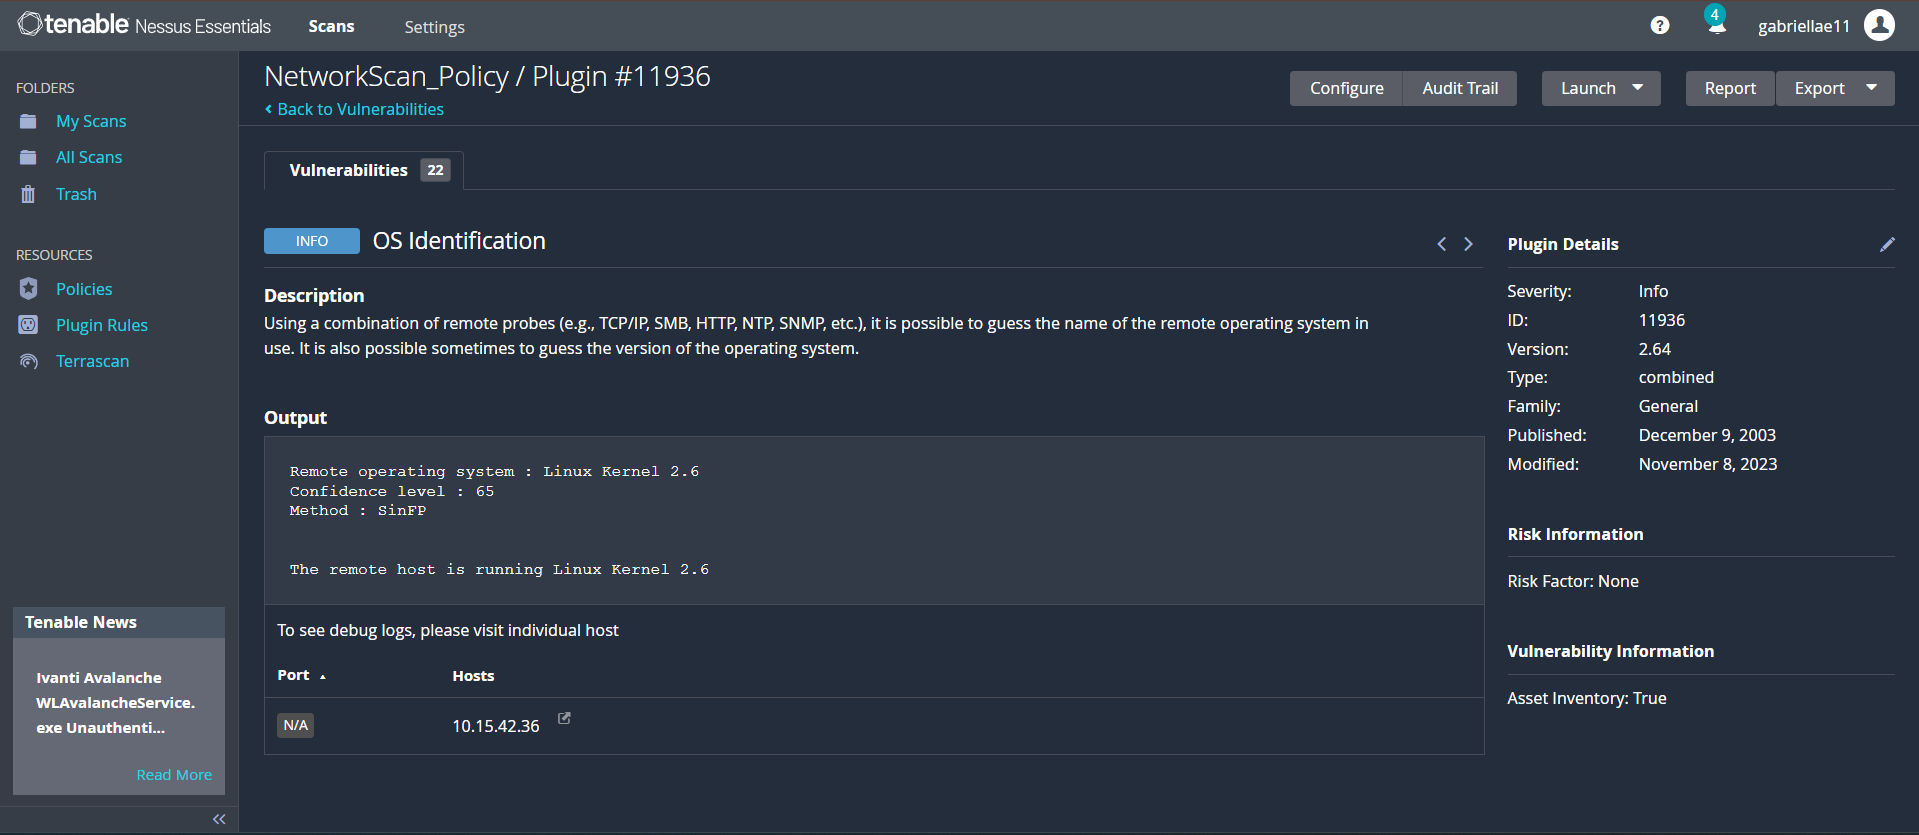 tenable Nessus Essentials
Scans
Settings
?
4
gabriellae11
FOLDERS
My Scans
All Scans
Trash
RESOURCES
Policies
Plugin Rules
Terrascan
Tenable News
Ivanti Avalanche
WLAvalancheService.
exe Unauthenti...
Read More
NetworkScan_Policy / Plugin #11936
Back to Vulnerabilities
Configure
Audit Trail
Launch
Report
Export
Vulnerabilities 22
INFO
OS Identification
Description
Using a combination of remote probes (e.g., TCP/IP, SMB, HTTP, NTP, SNMP, etc.), it is possible to guess the name of the remote operating system in
use. It is also possible sometimes to guess the version of the operating system.
Output
Remote operating system : Linux Kernel 2.6
Confidence level : 65
Method : SinFP
The remote host is running Linux Kernel 2.6
To see debug logs, please visit individual host
Port Hosts
N/A 10.15.42.36
Plugin Details
Severity: Info
ID: 11936
Version: 2.64
Type: combined
Family: General
Published: December 9, 2003
Modified: November 8, 2023
Risk Information
Risk Factor: None
Vulnerability Information
Asset Inventory: True